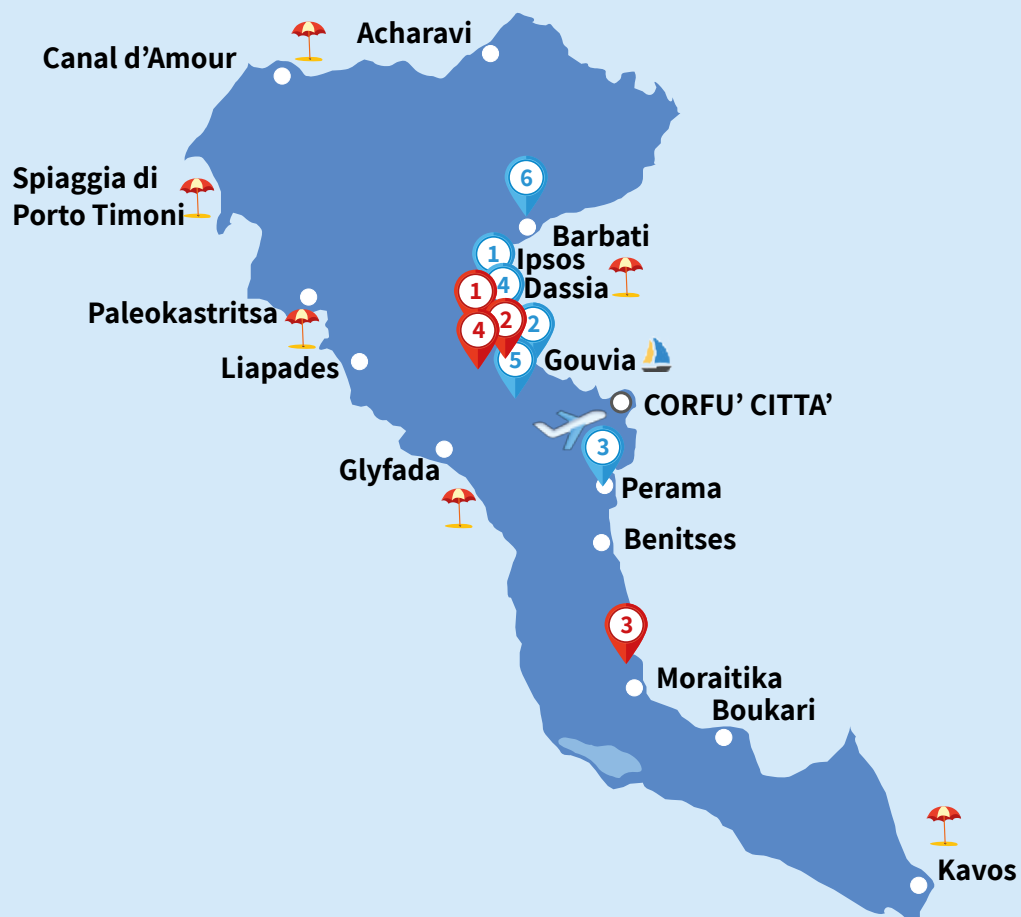 Acharavi
Canal d’Amour
Spiaggia di
Porto Timoni
6
Barbati
1
Ipsos
4
Dassia
1
2
2
4
5
Gouvia
Paleokastritsa
Liapades
CORFU’ CITTA’
3
Glyfada
Perama
Benitses
3
Moraitika
Boukari
Kavos